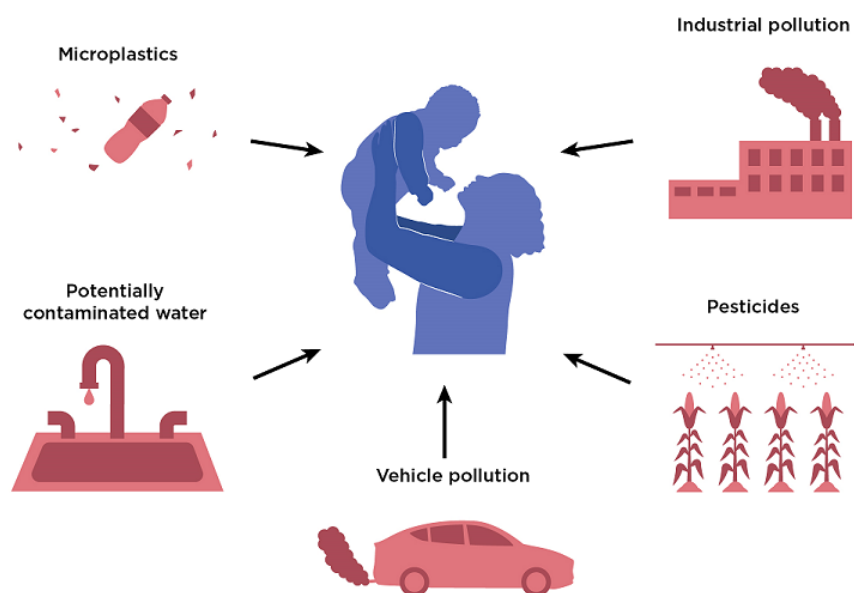 Microplastics
Industrial pollution
Potentially
contaminated water
Pesticides
Vehicle pollution